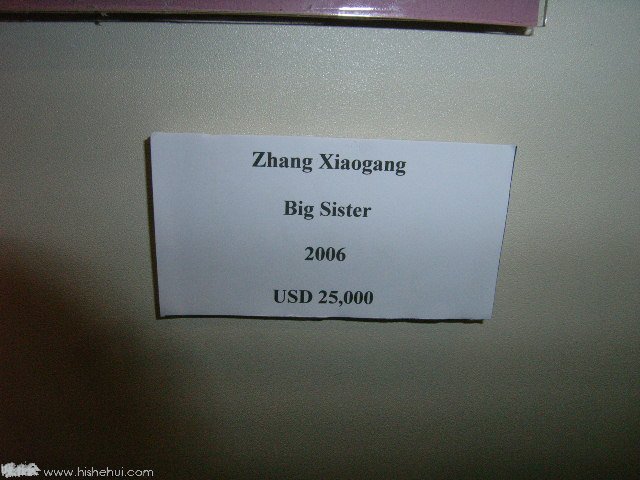 Zhang Xiaogang
Big Sister
2006
USD 25,000
www.hishehui.com